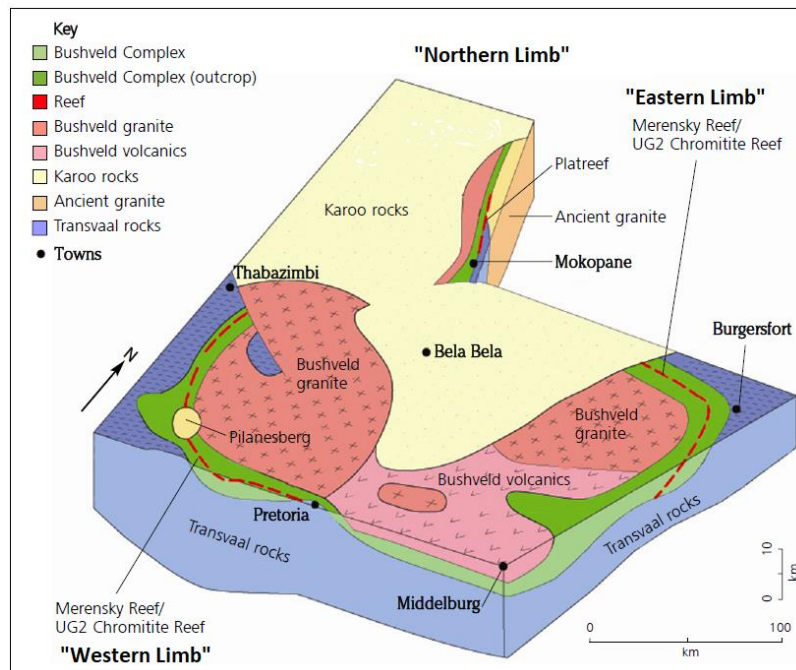 Key
Bushveld Complex
Bushveld Complex (outcrop)
Reef
Bushveld granite
Bushveld volcanics
Karoo rocks
Ancient granite
Transvaal rocks
Towns
"Northern Limb"
"Eastern Limb"
Merensky Reef/
UG2 Chromitite Reef
Platreef
Karoo rocks
Ancient granite
Mokopane
Thabazimbi
N
Burgersfort
Bela Bela
Bushveld
granite
Bushveld
granite
Pilanesberg
Bushveld volcanics
Pretoria
Transvaal rocks
Transvaal rocks
Middelburg
10
0
km
0
100
km
Merensky Reef/
UG2 Chromitite Reef
"Western Limb"